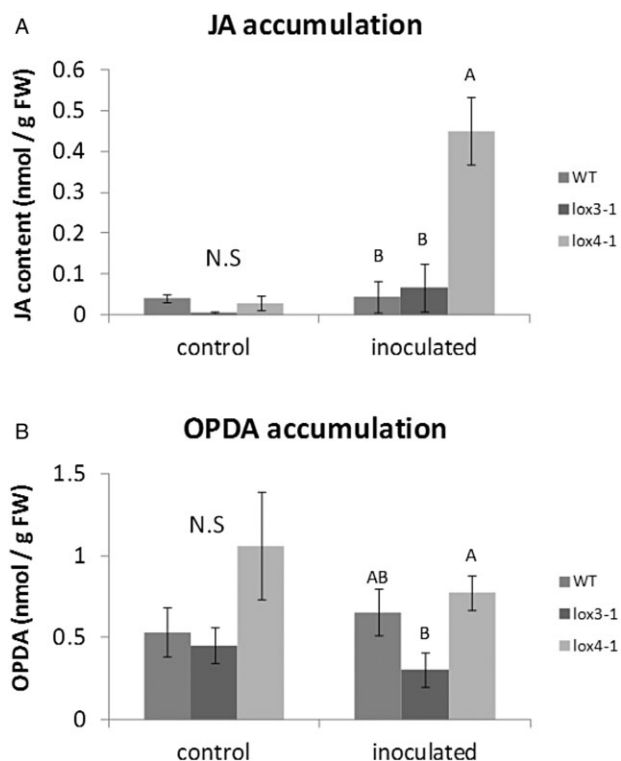 A
JA accumulation
JA content (nmol / g FW)
0.6
0.5
0.4
0.3
0.2
0.1
0
N.S
B
B
A
control
inoculated
WT
lox3-1
lox4-1
B
OPDA accumulation
OPDA (nmol / g FW)
1.5
1
0.5
0
N.S
AB
B
A
control
inoculated
WT
lox3-1
lox4-1